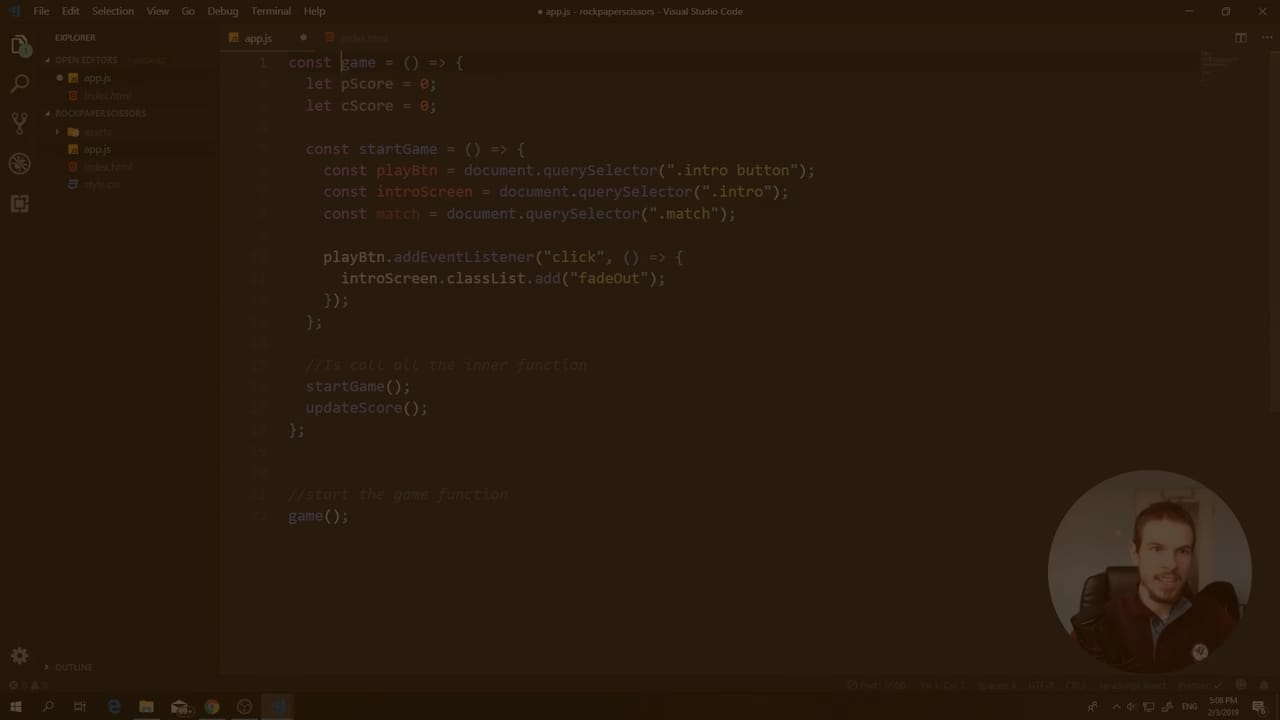 File Edit Selection View Go Debug Terminal Help
● app.js - rockpaperscissors - Visual Studio Code
EXPLORER
OPEN EDITORS
app.js
index.html
ROCKPAPERSCISSORS
assets
app.js
index.html
style.css
OUTLINE
app.js
index.html
1 const game = () => {
let pScore = 0;
let cScore = 0;
const startGame = () => {
const playBtn = document.querySelector(".intro button");
const introScreen = document.querySelector(".intro");
const match = document.querySelector(".match");
playBtn.addEventListener("click", () => {
introScreen.classList.add("fadeOut");
});
};
//Is call all the inner function
startGame();
updateScore();
};
//start the game function
game();
ENG
5:08 PM
2/3/2019